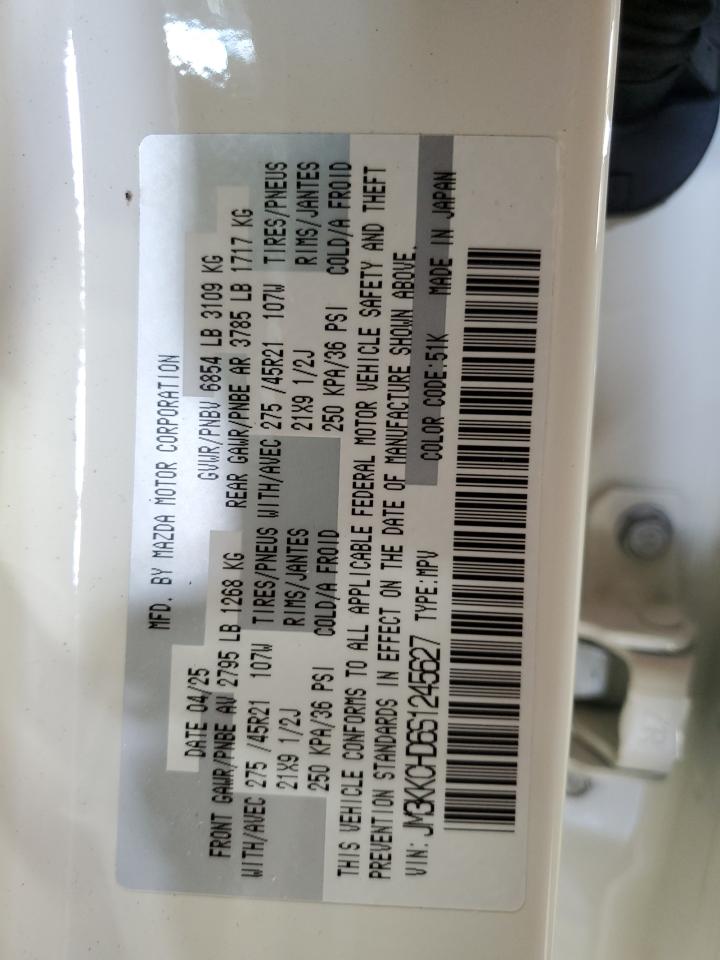 MFD. BY MAZDA MOTOR CORPORATION
DATE 04/25 GVWR/PNBV 6854 LB 3109 KG
FRONT GAWR/PNBE AV 2795 LB 1268 KG REAR GAWR/PNBE AR 3785 LB 1717 KG
WITH/AVEC 275 /45R21 107W TIRES/PNEUS WITH/AVEC 275 /45R21 107W TIRES/PNEUS
21X9 1/2J RIMS/JANTES 21X9 1/2J RIMS/JANTES
250 KPA/36 PSI COLD/A FROID 250 KPA/36 PSI COLD/A FROID
THIS VEHICLE CONFORMS TO ALL APPLICABLE FEDERAL MOTOR VEHICLE SAFETY AND THEFT
PREVENTION STANDARDS IN EFFECT ON THE DATE OF MANUFACTURE SHOWN ABOVE.
VIN: JM3KKCHD6S1245627 TYPE:MPV COLOR CODE:51K MADE IN JAPAN